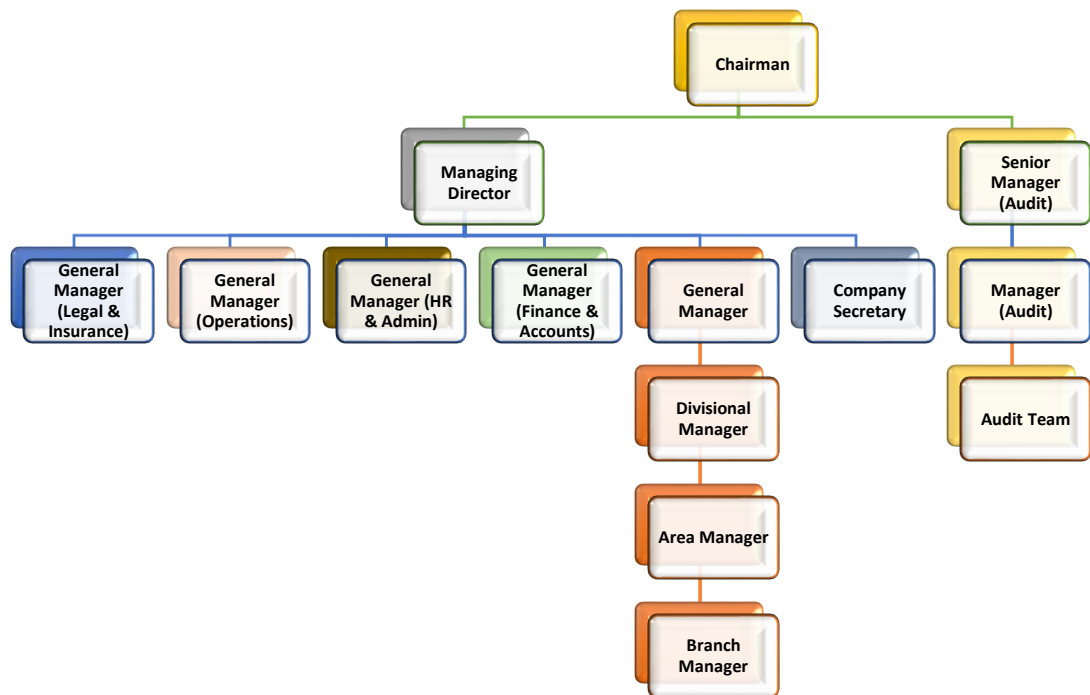 Chairman
Managing
Director
Senior
Manager
(Audit)
General
Manager
(Legal &
Insurance)
General
Manager
(Operations)
General
Manager (HR
& Admin)
General
Manager
(Finance &
Accounts)
General
Manager
Company
Secretary
Manager
(Audit)
Divisional
Manager
Audit Team
Area Manager
Branch
Manager